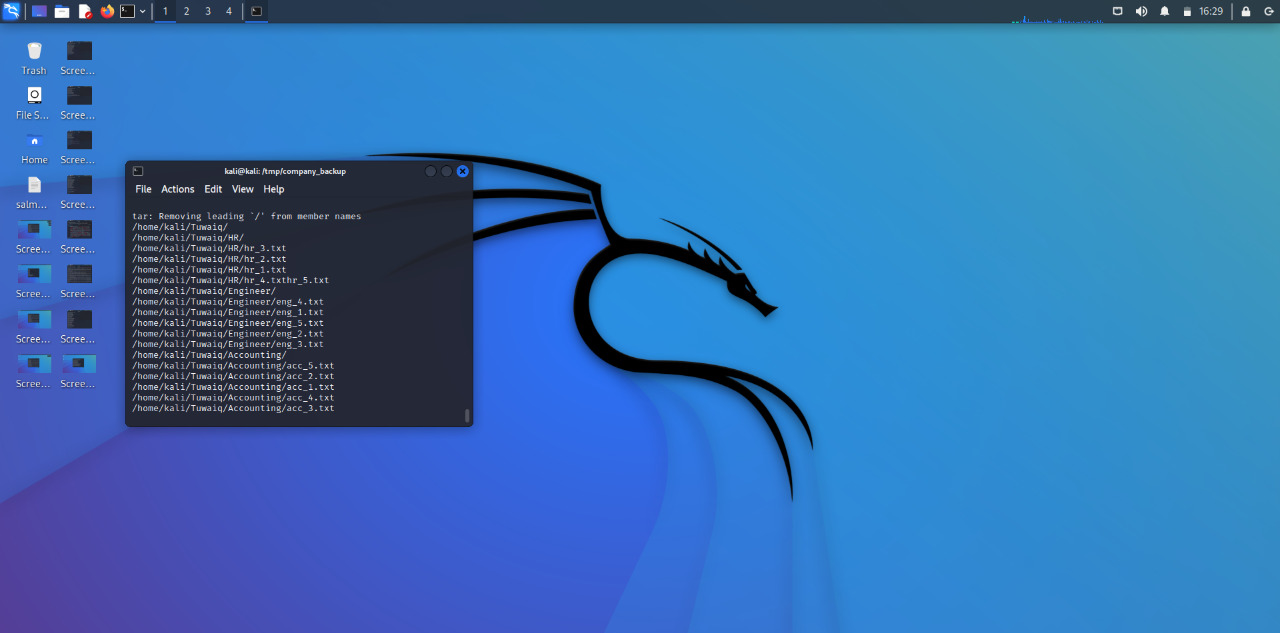 1 2 3 4
16:29
Trash Scree...
File S... Scree...
Home Scree...
salm... Scree...
Scree... Scree...
Scree... Scree...
Scree... Scree...
Scree... Scree...
kali@kali: /tmp/company_backup
File Actions Edit View Help
tar: Removing leading `/' from member names
/home/kali/Tuwaiq/
/home/kali/Tuwaiq/HR/
/home/kali/Tuwaiq/HR/hr_3.txt
/home/kali/Tuwaiq/HR/hr_2.txt
/home/kali/Tuwaiq/HR/hr_1.txt
/home/kali/Tuwaiq/HR/hr_4.txthr_5.txt
/home/kali/Tuwaiq/Engineer/
/home/kali/Tuwaiq/Engineer/eng_4.txt
/home/kali/Tuwaiq/Engineer/eng_1.txt
/home/kali/Tuwaiq/Engineer/eng_5.txt
/home/kali/Tuwaiq/Engineer/eng_2.txt
/home/kali/Tuwaiq/Engineer/eng_3.txt
/home/kali/Tuwaiq/Accounting/
/home/kali/Tuwaiq/Accounting/acc_5.txt
/home/kali/Tuwaiq/Accounting/acc_2.txt
/home/kali/Tuwaiq/Accounting/acc_1.txt
/home/kali/Tuwaiq/Accounting/acc_4.txt
/home/kali/Tuwaiq/Accounting/acc_3.txt